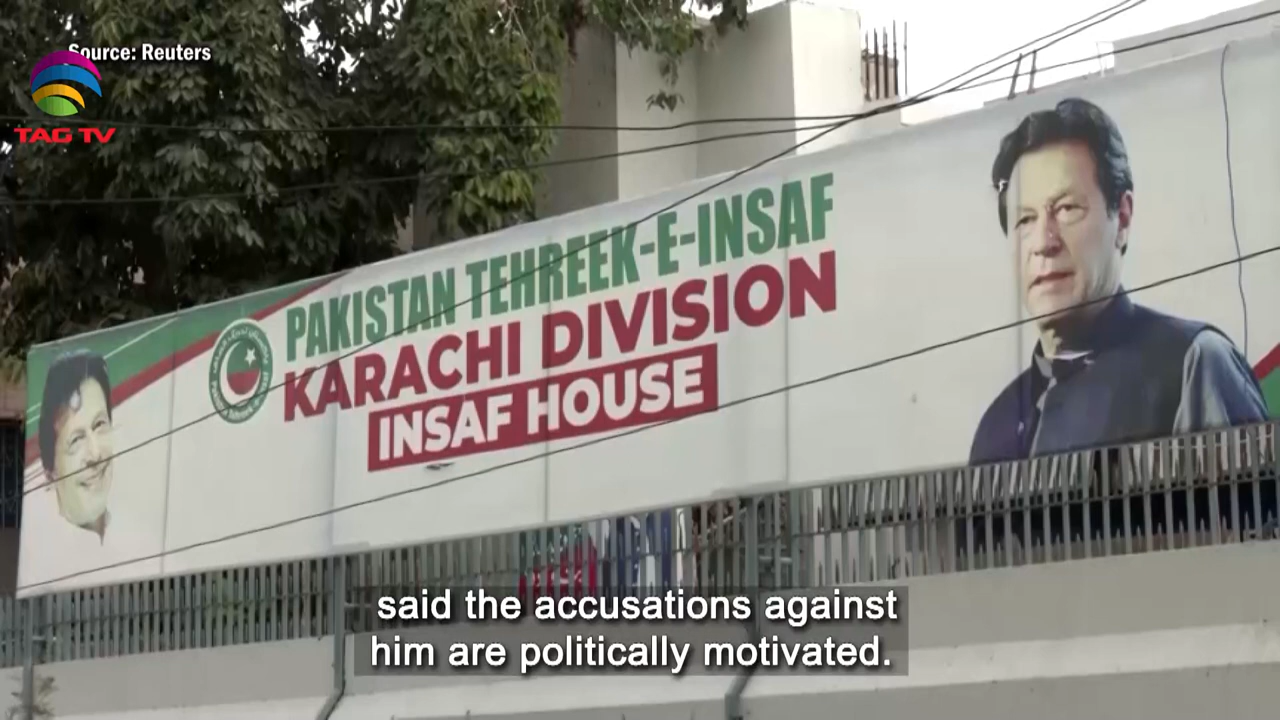 Source: Reuters
TAG TV
PAKISTAN TEHREEK-E-INSAF
KARACHI DIVISION
INSAF HOUSE
said the accusations against
him are politically motivated.